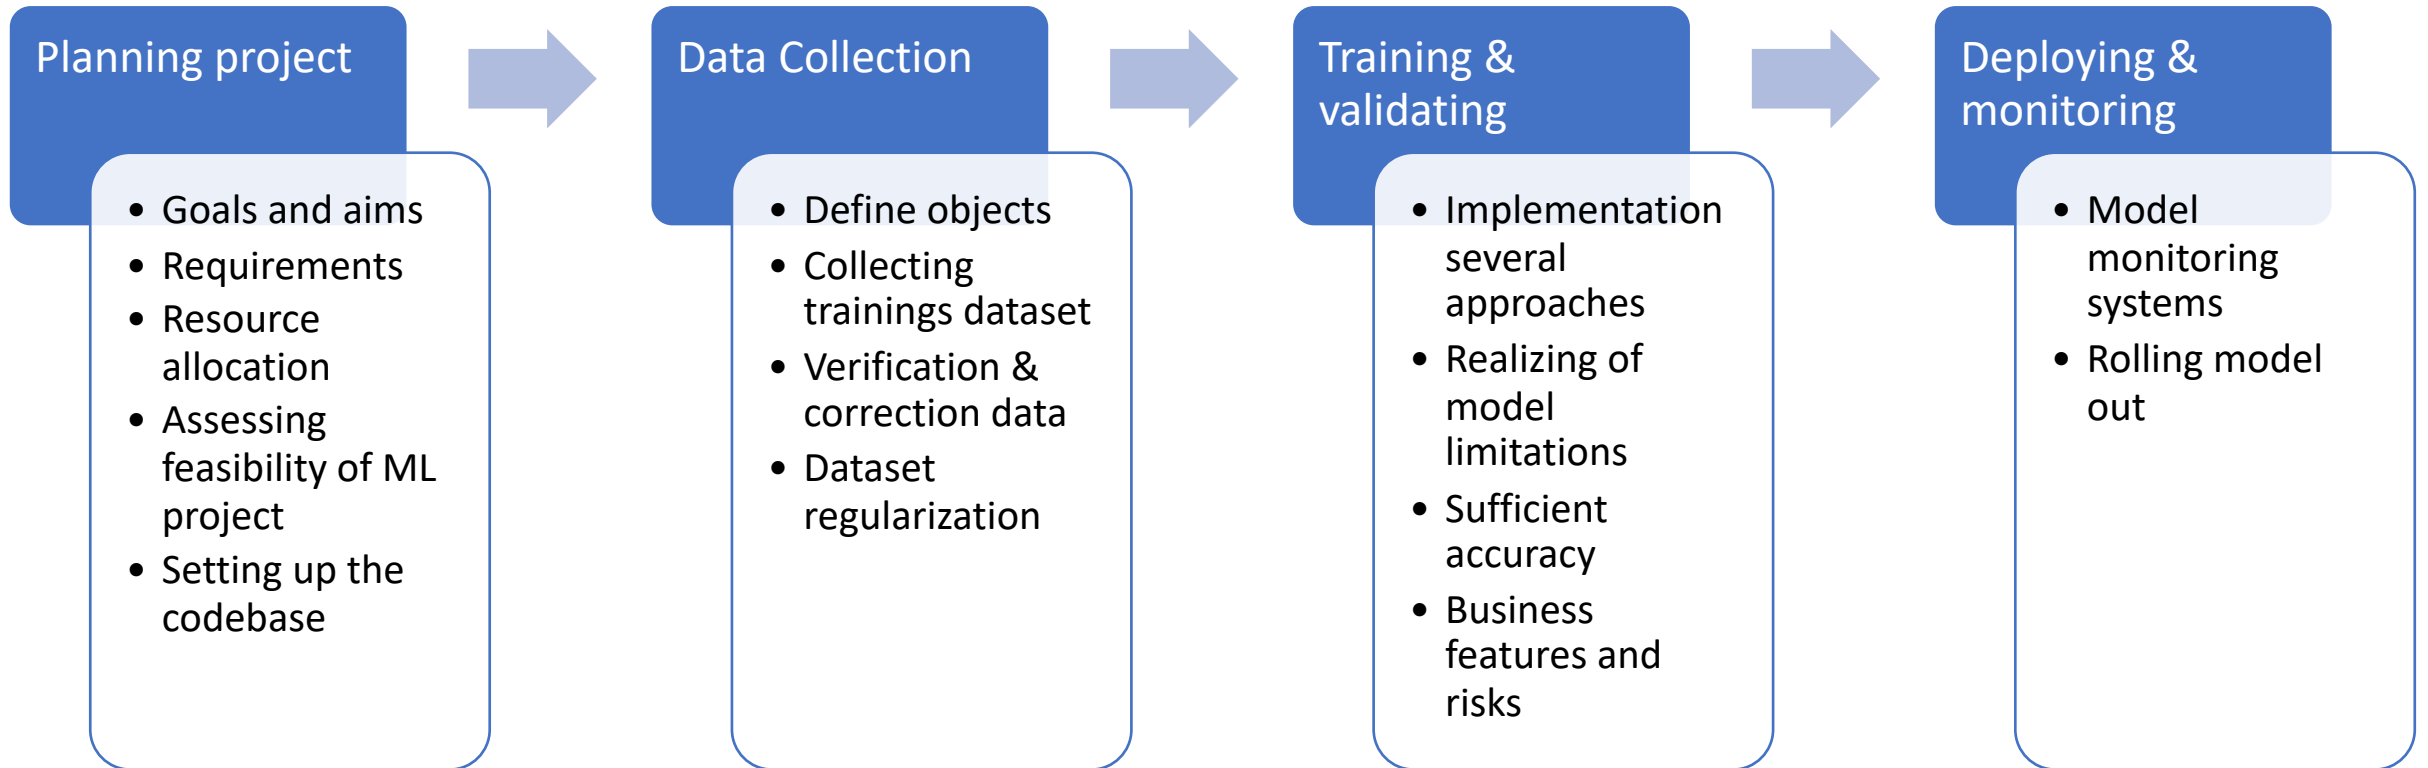 Planning project
• Goals and aims
• Requirements
• Resource
allocation
• Assessing
feasibility of ML
project
• Setting up the
codebase
Data Collection
• Define objects
• Collecting
trainings dataset
• Verification &
correction data
• Dataset
regularization
Training &
validating
• Implementation
several
approaches
• Realizing of
model
limitations
• Sufficient
accuracy
• Business
features and
risks
Deploying &
monitoring
• Model
monitoring
systems
• Rolling model
out